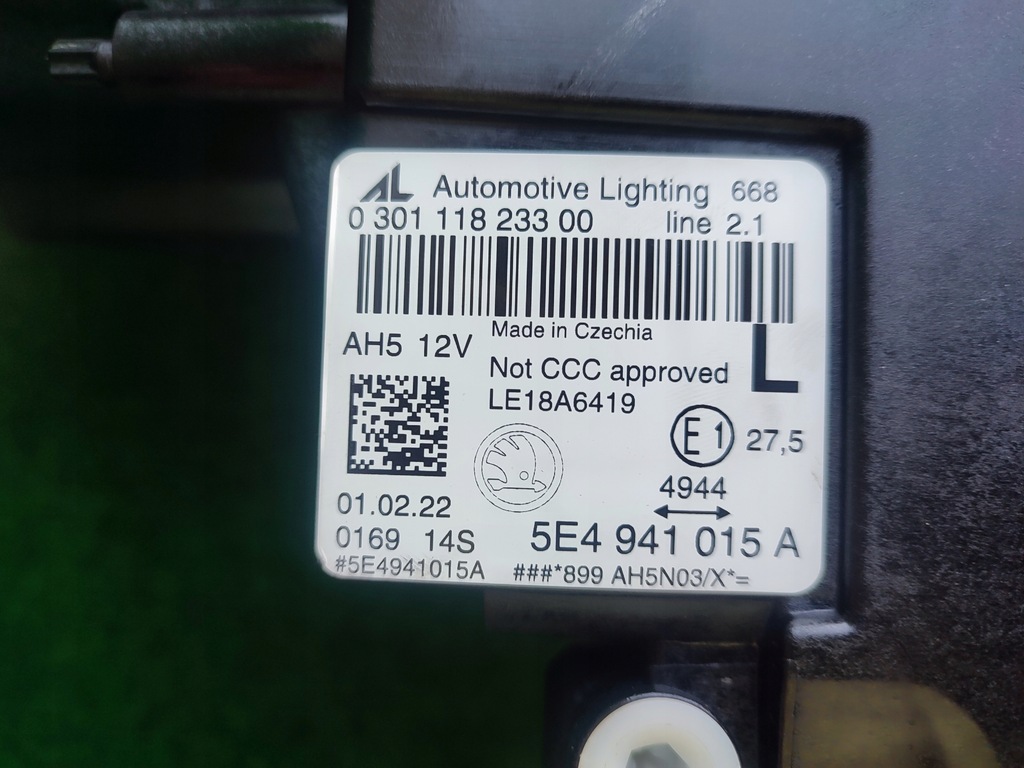 AL Automotive Lighting 668
0 301 118 233 00 line 2.1
Made in Czechia
AH5 12V
Not CCC approved
L
LE18A6419
E1 27,5
4944
01.02.22
5E4 941 015 A
0169 14S
#5E4941015A ###*899 AH5N03/X*=